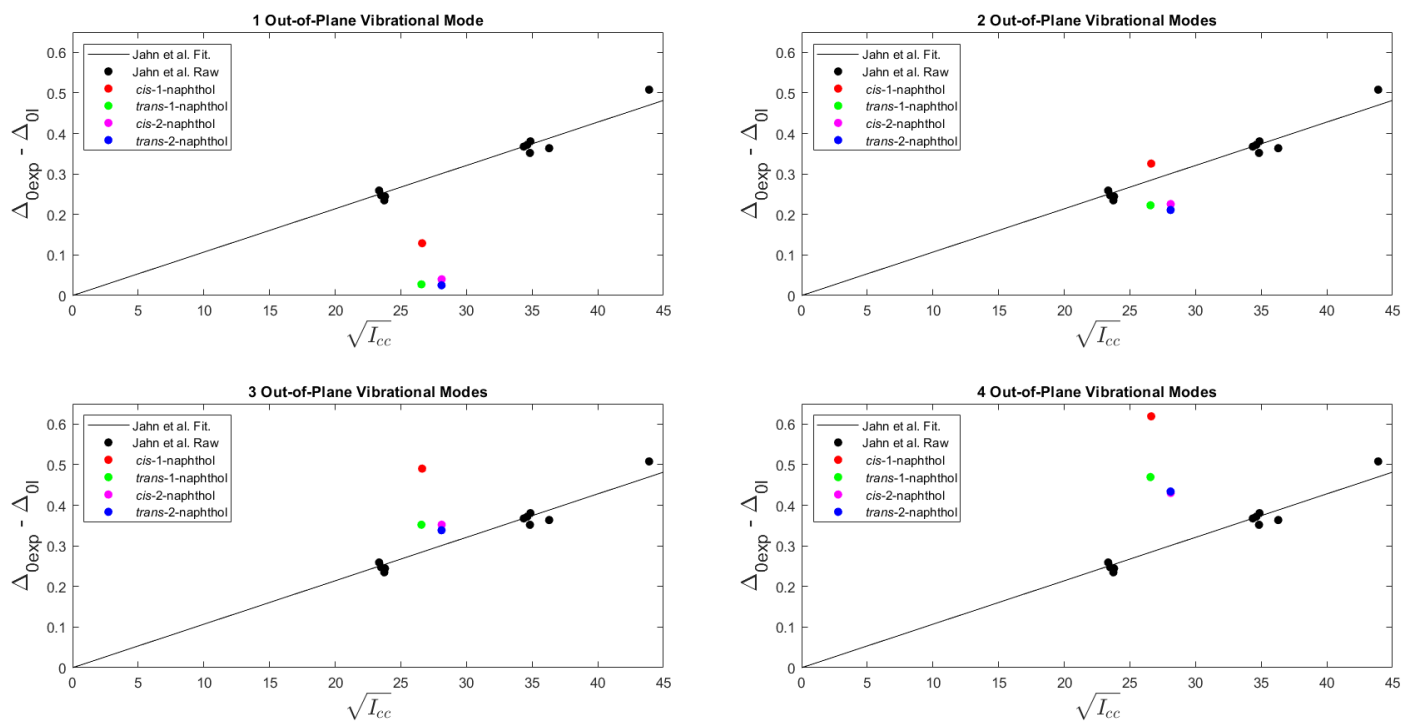 1 Out-of-Plane Vibrational Mode
0.6
0.5
0.4
0.3
0.2
0.1
0
Δ0exp - Δ0I
Jahn et al. Fit.
Jahn et al. Raw
cis-1-naphthol
trans-1-naphthol
cis-2-naphthol
trans-2-naphthol
0 5 10 15 20 25 30 35 40 45
√Icc
2 Out-of-Plane Vibrational Modes
0.6
0.5
0.4
0.3
0.2
0.1
0
Δ0exp - Δ0I
Jahn et al. Fit.
Jahn et al. Raw
cis-1-naphthol
trans-1-naphthol
cis-2-naphthol
trans-2-naphthol
0 5 10 15 20 25 30 35 40 45
√Icc
3 Out-of-Plane Vibrational Modes
0.6
0.5
0.4
0.3
0.2
0.1
0
Δ0exp - Δ0I
Jahn et al. Fit.
Jahn et al. Raw
cis-1-naphthol
trans-1-naphthol
cis-2-naphthol
trans-2-naphthol
0 5 10 15 20 25 30 35 40 45
√Icc
4 Out-of-Plane Vibrational Modes
0.6
0.5
0.4
0.3
0.2
0.1
0
Δ0exp - Δ0I
Jahn et al. Fit.
Jahn et al. Raw
cis-1-naphthol
trans-1-naphthol
cis-2-naphthol
trans-2-naphthol
0 5 10 15 20 25 30 35 40 45
√Icc